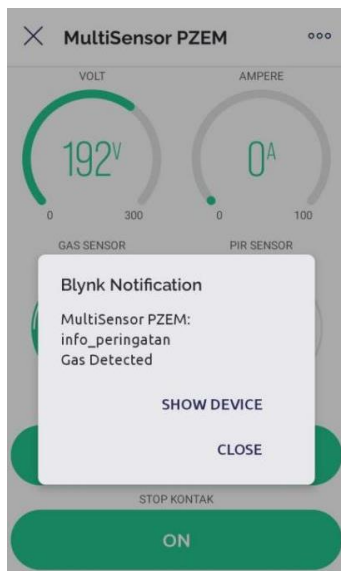 MultiSensor PZEM
VOLT
AMPERE
192V
0A
0 300
0 100
GAS SENSOR
PIR SENSOR
Blynk Notification
MultiSensor PZEM:
info_peringatan
Gas Detected
SHOW DEVICE
CLOSE
STOP KONTAK
ON